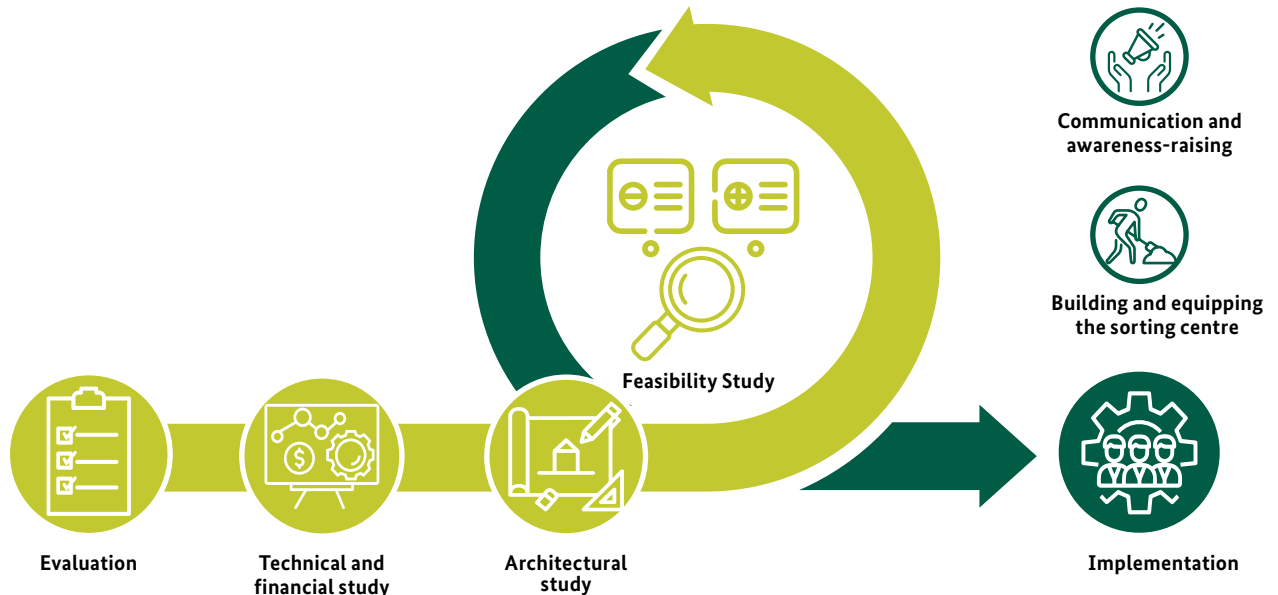 Communication and
awareness-raising
Building and equipping
the sorting centre
Feasibility Study
$
Evaluation
Technical and
financial study
Architectural
study
Implementation